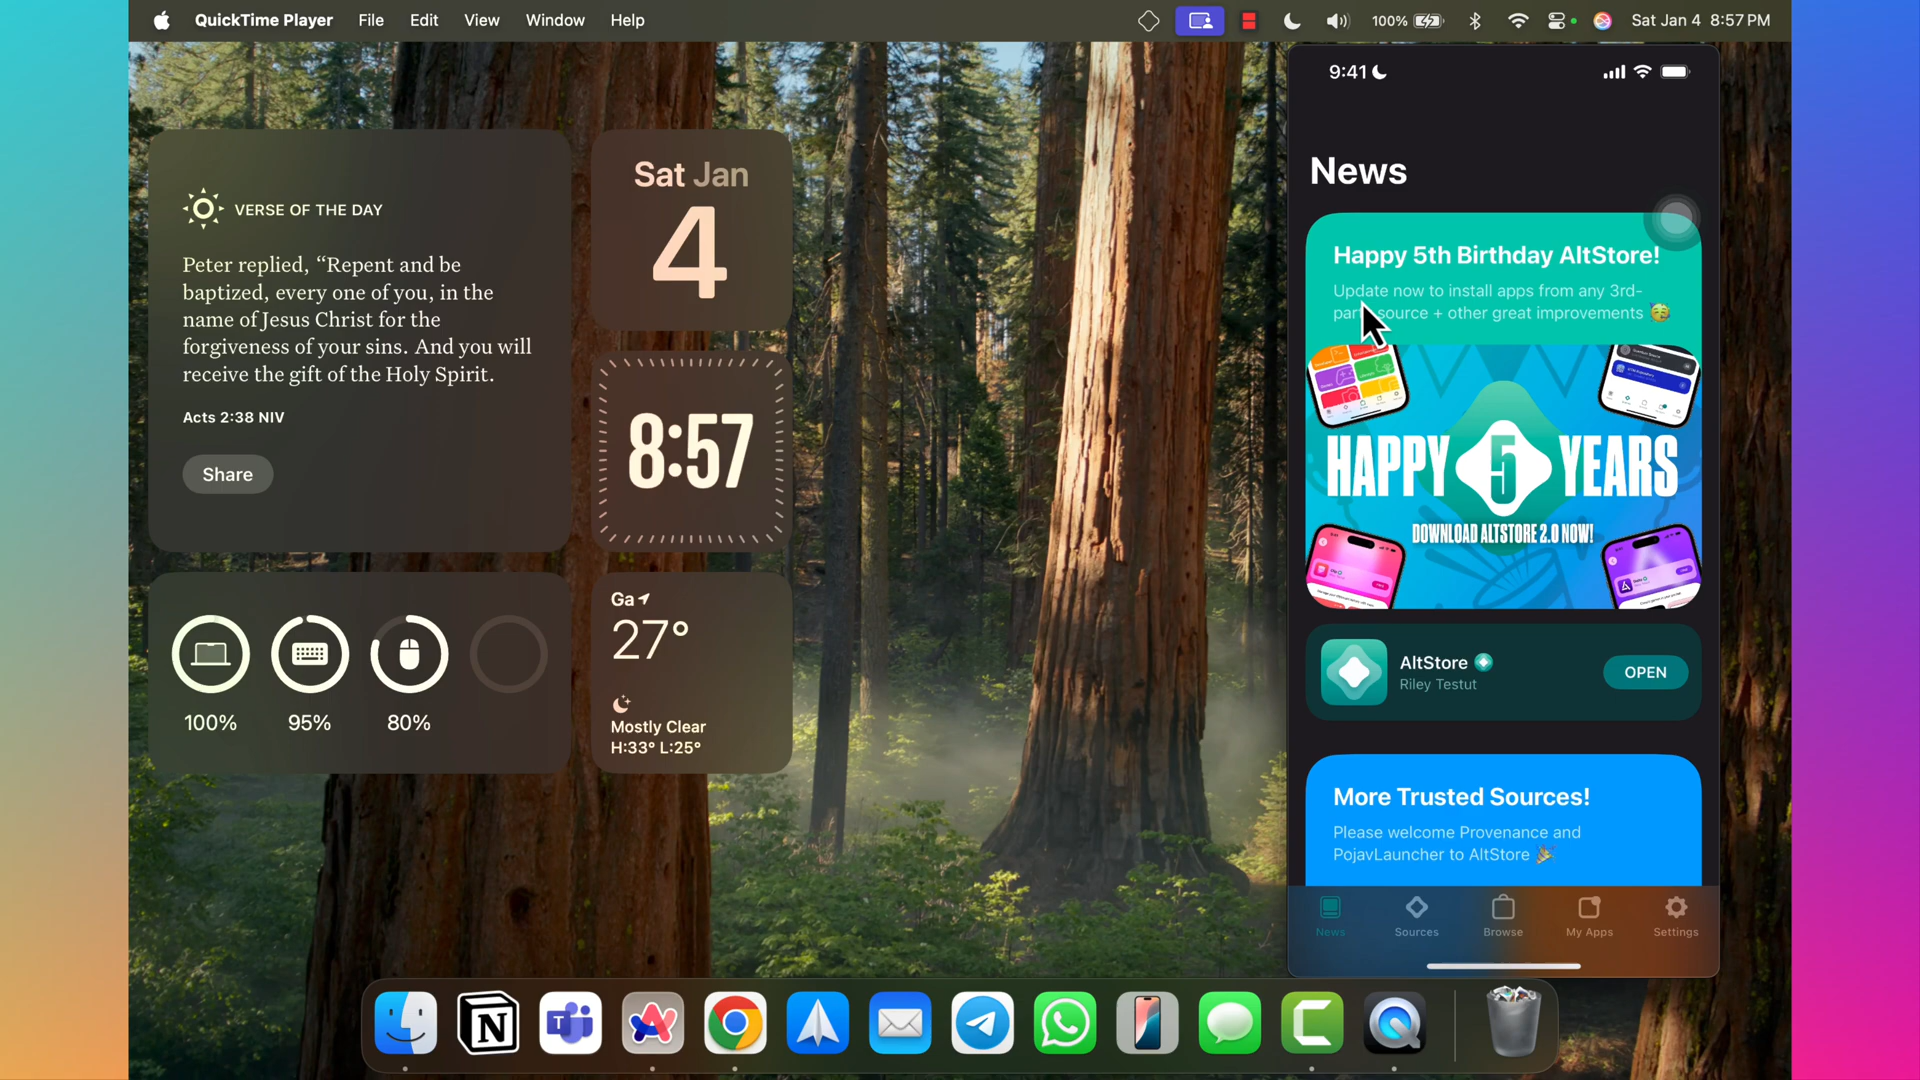 QuickTime Player File Edit View Window Help 100% Sat Jan 4 8:57 PM
VERSE OF THE DAY
Peter replied, “Repent and be
baptized, every one of you, in the
name of Jesus Christ for the
forgiveness of your sins. And you will
receive the gift of the Holy Spirit.
Acts 2:38 NIV
Share
Sat Jan
4
8:57
100% 95% 80%
Ga
27°
Mostly Clear
H:33° L:25°
9:41
News
Happy 5th Birthday AltStore!
Update now to install apps from any 3rd-
source + other great improvements 🥳
HAPPY 5 YEARS
DOWNLOAD ALTSTORE 2.0 NOW!
AltStore
Riley Testut
OPEN
More Trusted Sources!
Please welcome Provenance and
PojavLauncher to AltStore 🎉
News Sources Browse My Apps Settings